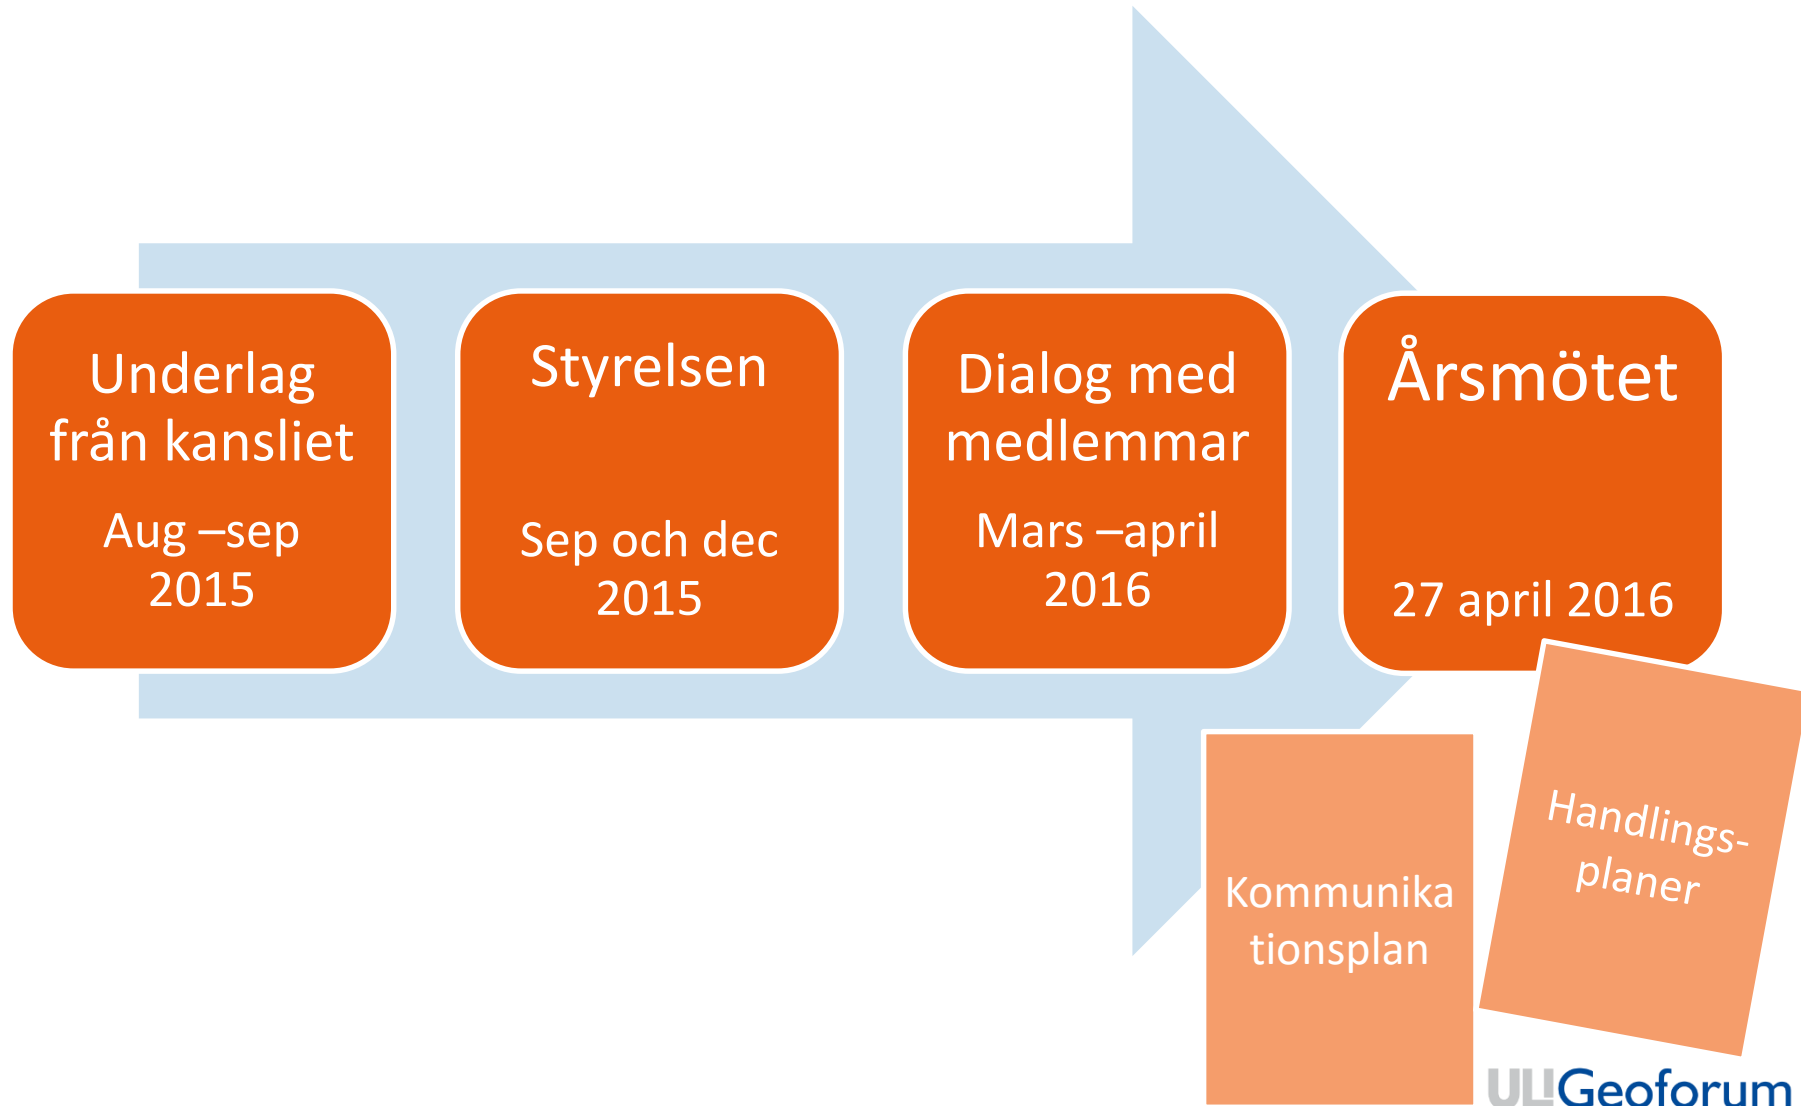 Underlag
från kansliet
Aug –sep
2015
Styrelsen
Sep och dec
2015
Dialog med
medlemmar
Mars –april
2016
Årsmötet
27 april 2016
Kommunika
tionsplan
Handlings-
planer
ULI Geoforum